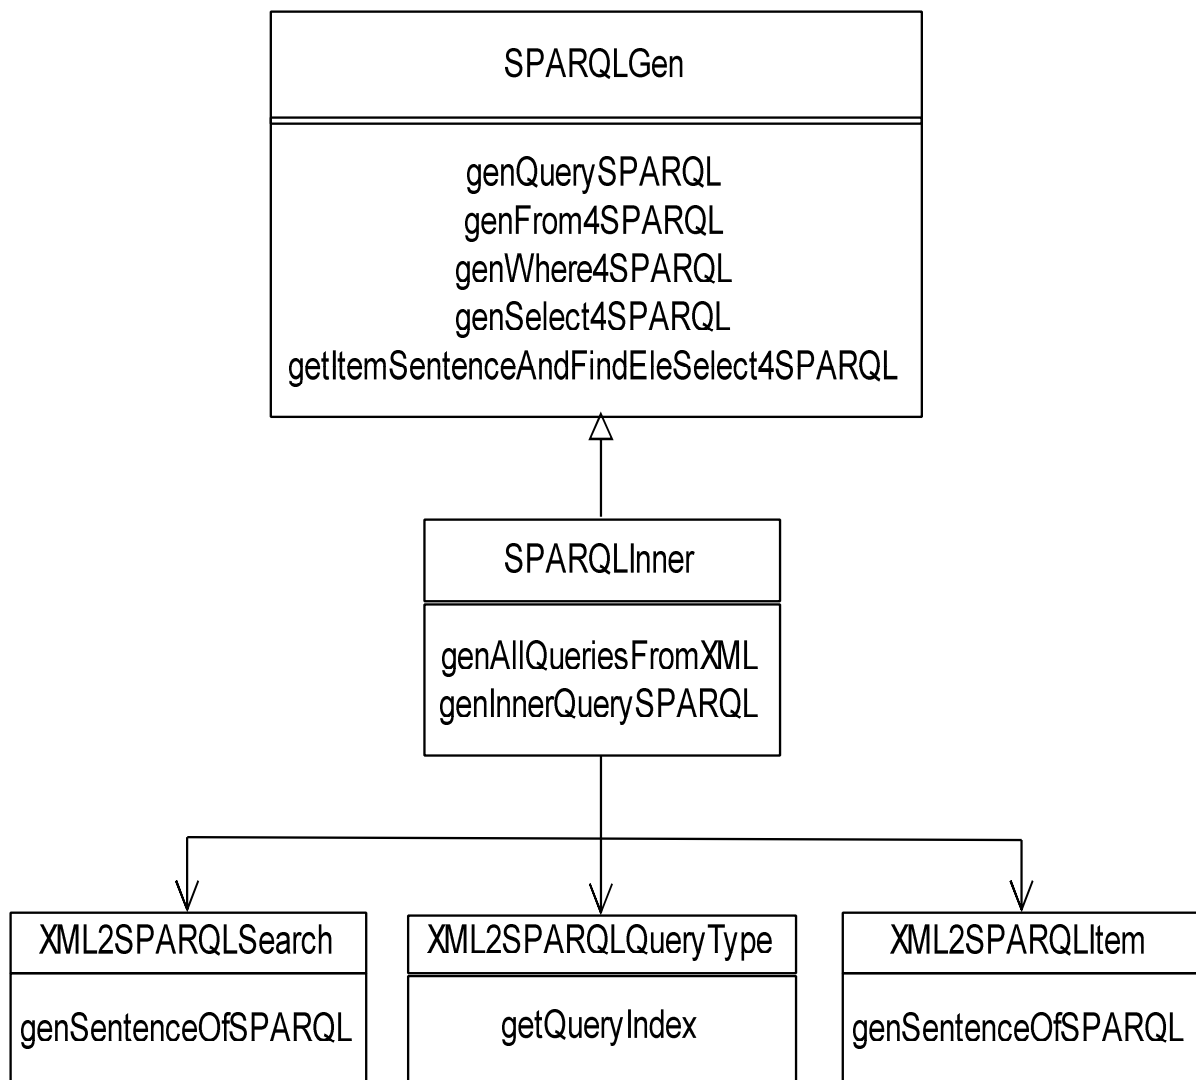 SPARQLGen
genQuerySPARQL
genFrom4SPARQL
genWhere4SPARQL
genSelect4SPARQL
getItemSentenceAndFindEleSelect4SPARQL
SPARQLInner
genAllQueriesFromXML
genInnerQuerySPARQL
XML2SPARQLSearch
genSentenceOfSPARQL
XML2SPARQLQueryType
getQueryIndex
XML2SPARQLItem
genSentenceOfSPARQL